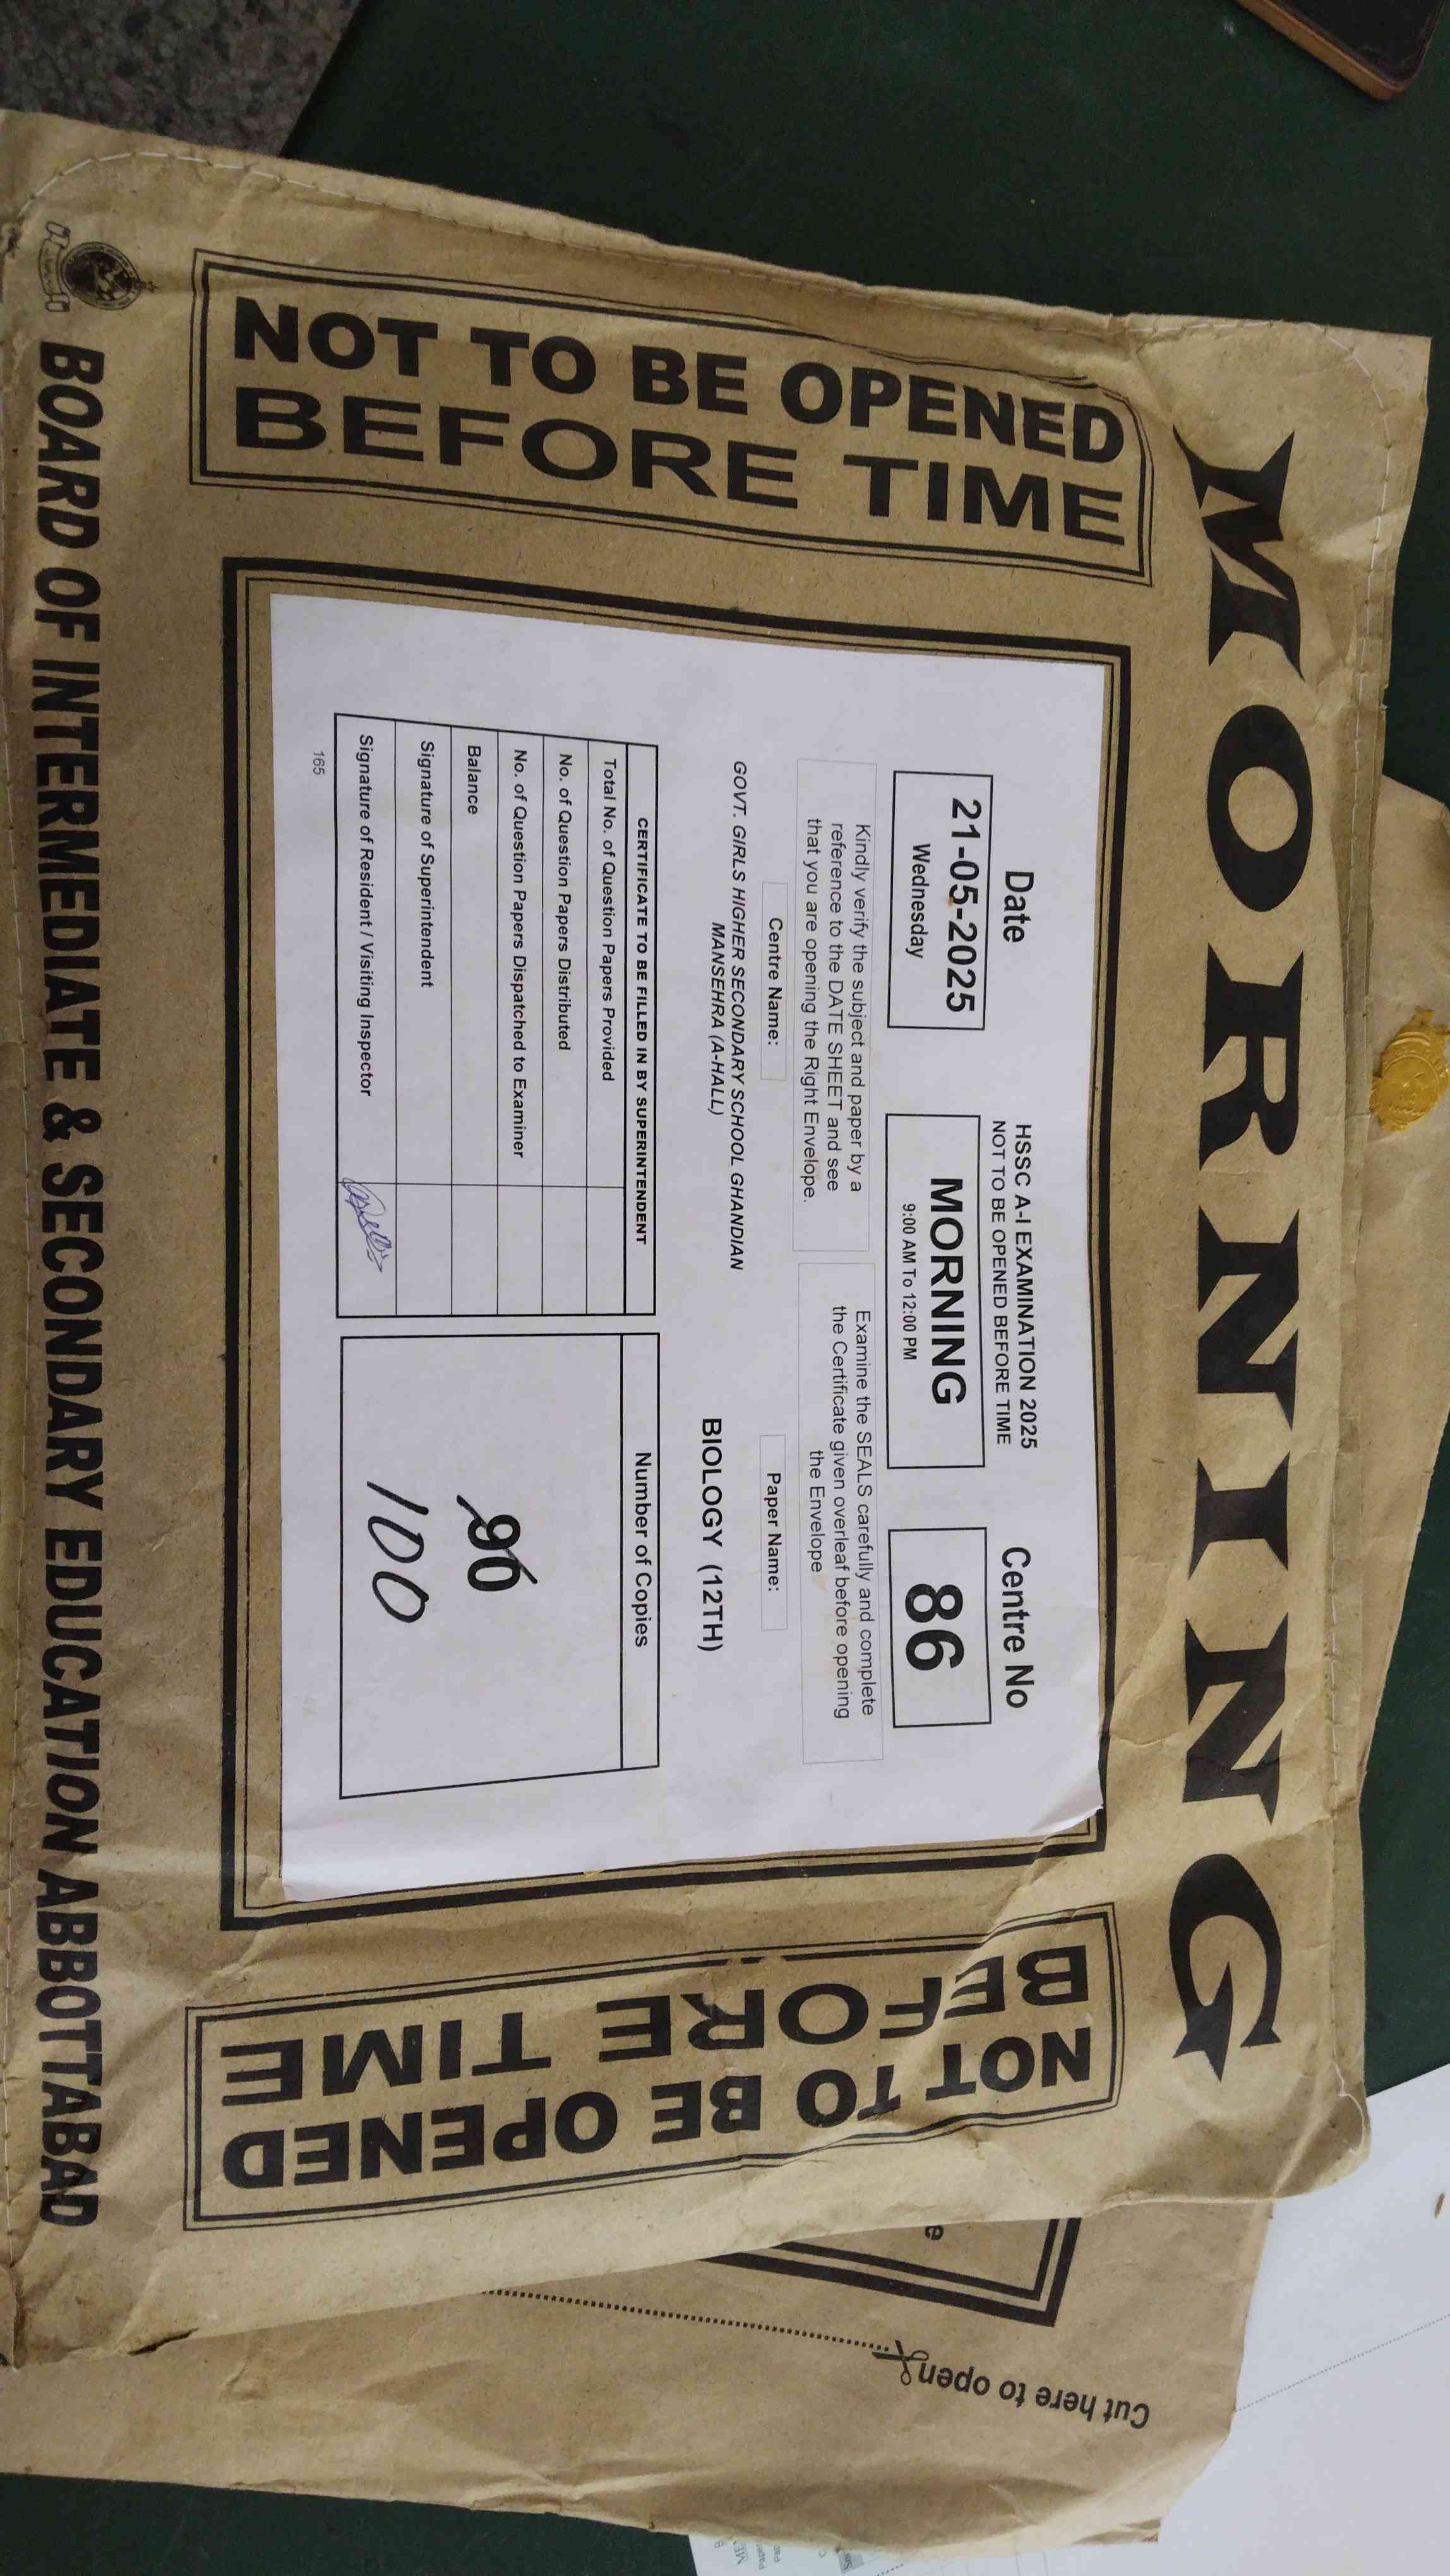 MORNING
NOT TO BE OPENED
BEFORE TIME
Date
21-05-2025
Wednesday
HSSC A-I EXAMINATION 2025
NOT TO BE OPENED BEFORE TIME
MORNING
9:00 AM To 12:00 PM
Centre No
86
Kindly verify the subject and paper by a
reference to the DATE SHEET and see
that you are opening the Right Envelope.
Examine the SEALS carefully and complete
the Certificate given overleaf before opening
the Envelope
Centre Name:
GOVT. GIRLS HIGHER SECONDARY SCHOOL GHANDIAN
MANSEHRA (A-HALL)
Paper Name:
BIOLOGY (12TH)
CERTIFICATE TO BE FILLED IN BY SUPERINTENDENT
Total No. of Question Papers Provided
No. of Question Papers Distributed
No. of Question Papers Dispatched to Examiner
Balance
Signature of Superintendent
Signature of Resident / Visiting Inspector
165
Number of Copies
90
100
NOT TO BE OPENED
BEFORE TIME
Cut here to open
BOARD OF INTERMEDIATE & SECONDARY EDUCATION ABBOTTABAD